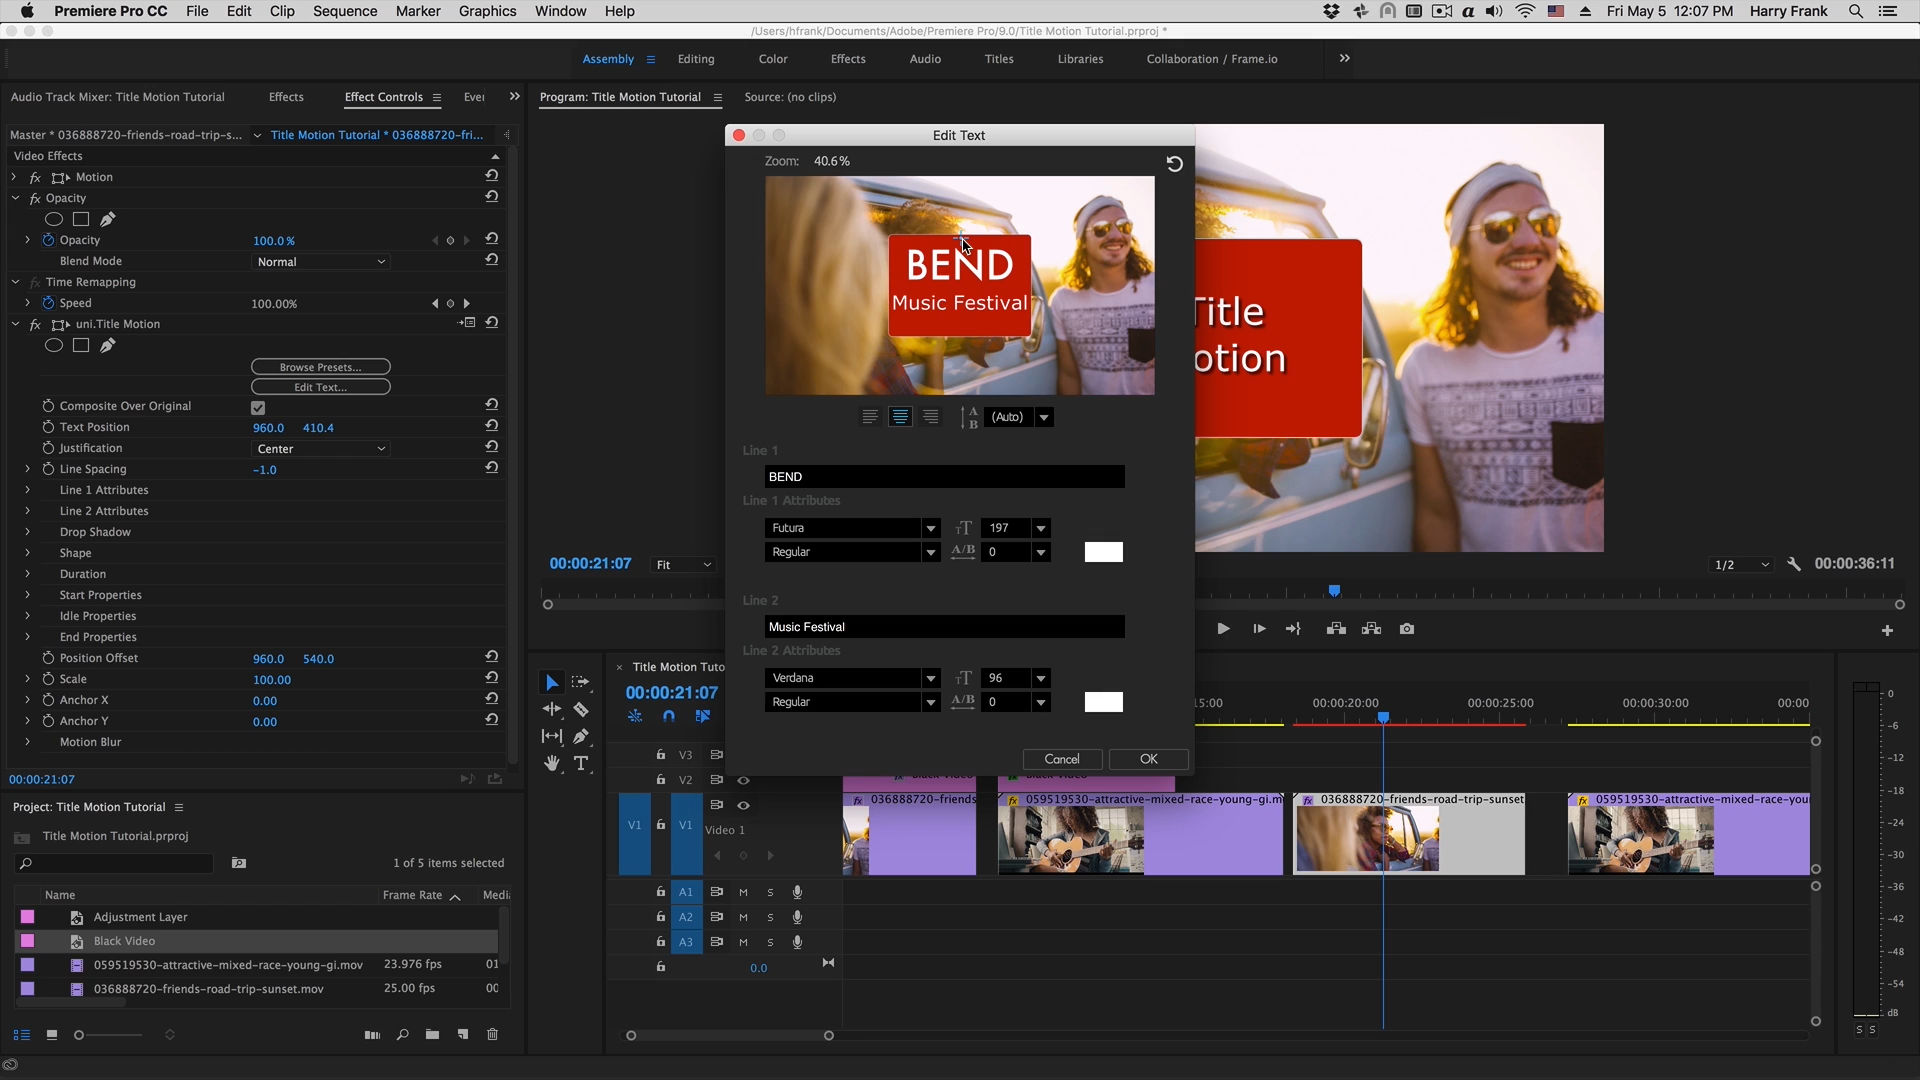 Premiere Pro CC File Edit Clip Sequence Marker Graphics Window Help
a Fri May 5 12:07 PM Harry Frank
/Users/hfrank/Documents/Adobe/Premiere Pro/9.0/Title Motion Tutorial.prproj *
Assembly Editing Color Effects Audio Titles Libraries Collaboration / Frame.io
Audio Track Mixer: Title Motion Tutorial Effects Effect Controls
Master * 036888720-friends-road-trip-s... Title Motion Tutorial * 036888720-fri...
Video Effects
fx Motion
fx Opacity
Opacity 100.0 %
Blend Mode Normal
fx Time Remapping
Speed 100.00%
fx uni.Title Motion
Browse Presets...
Edit Text...
Composite Over Original
Text Position 960.0 410.4
Justification Center
Line Spacing -1.0
Line 1 Attributes
Line 2 Attributes
Drop Shadow
Shape
Duration
Start Properties
Idle Properties
End Properties
Position Offset 960.0 540.0
Scale 100.00
Anchor X 0.00
Anchor Y 0.00
Motion Blur
00:00:21:07
Project: Title Motion Tutorial
Title Motion Tutorial.prproj
1 of 5 items selected
Name Frame Rate
Adjustment Layer
Black Video
059519530-attractive-mixed-race-young-gi.mov 23.976 fps 01
036888720-friends-road-trip-sunset.mov 25.00 fps
Program: Title Motion Tutorial Source: (no clips)
Edit Text
Zoom: 40.6 %
BEND
Music Festival
(Auto)
Line 1
BEND
Line 1 Attributes
Futura TT 197
Regular A/B 0
Line 2
Music Festival
Line 2 Attributes
Verdana TT 96
Regular A/B 0
Cancel OK
Title
otion
00:00:21:07 Fit 1/2 00:00:36:11
Title Motion Tuto
00:00:21:07
15:00 00:00:20:00 00:00:25:00 00:00:30:00 00:00
V3
V2
V1 V1 Video 1
fx 036888720-friends fx 059519530-attractive-mixed-race-young-gi.m fx 036888720-friends-road-trip-sunset fx 059519530-attractive-mixed-race-you
A1 M S
A2 M S
A3 M S
0.0
0
-6
-12
-18
-24
-30
-36
-42
-48
-54
dB
S S